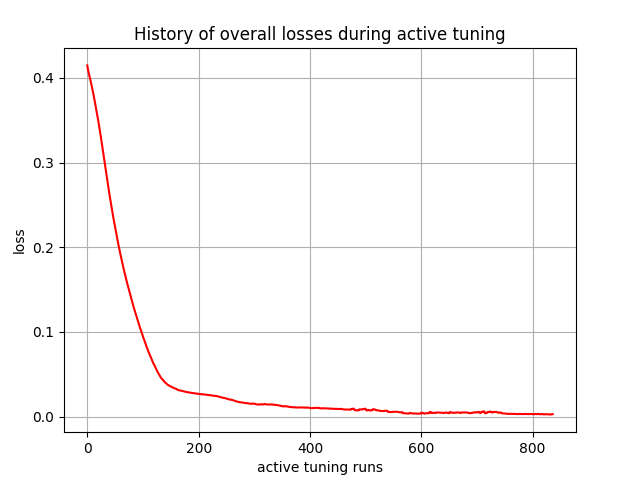 History of overall losses during active tuning
0.4
0.3
0.2
0.1
0.0
loss
0 200 400 600 800
active tuning runs